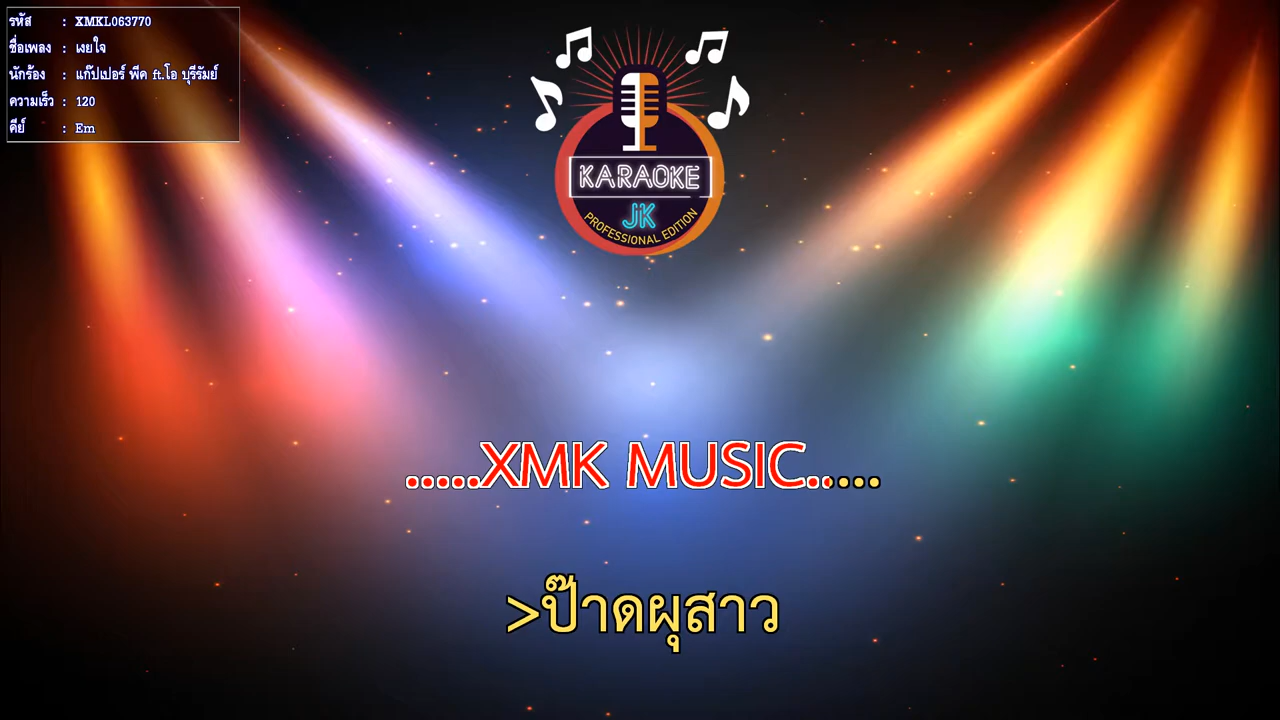 รหัส : XMKL063770
ชื่อเพลง : เงยใจ
นักร้อง : แก๊ปเปอร์ พีค ft.โอ บุรีรัมย์
ความเร็ว : 120
คีย์ : Em
KARAOKE
JK
PROFESSIONAL EDITION
.....XMK MUSIC.....
>ป๊าดผุสาว